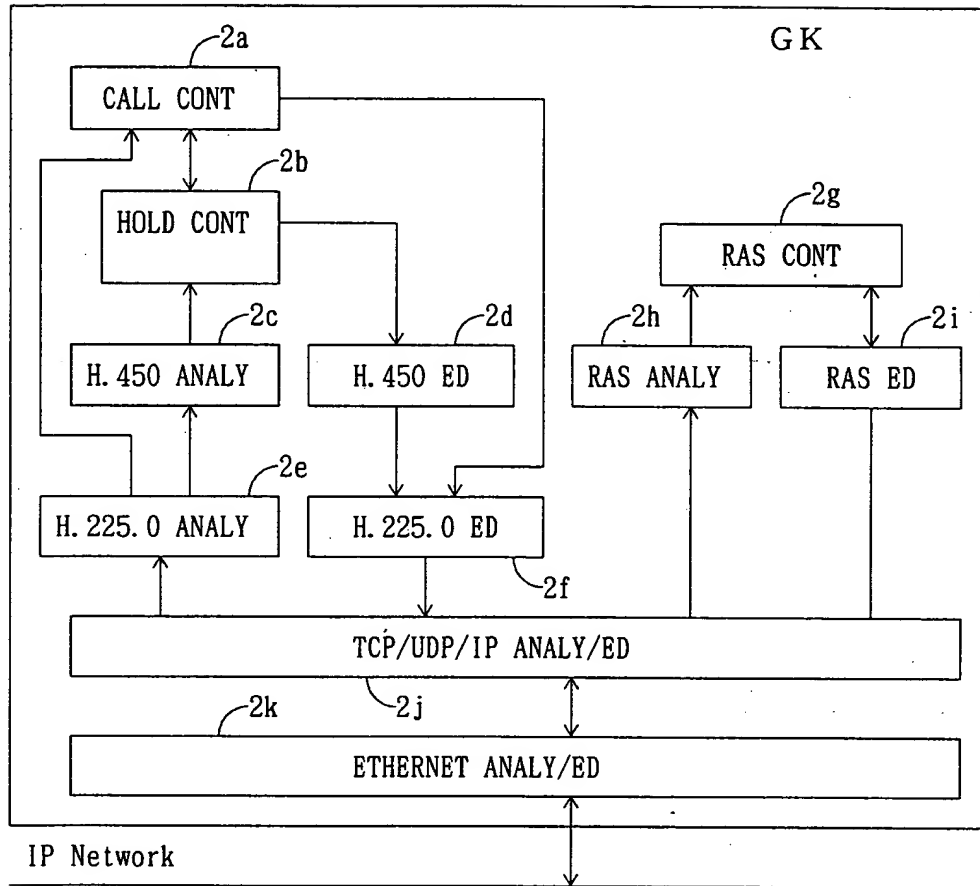 GK
2a
CALL CONT
2b
HOLD CONT
2g
RAS CONT
2c
2d
2h
2i
H.450 ANALY
H.450 ED
RAS ANALY
RAS ED
2e
H.225.0 ANALY
H.225.0 ED
2f
TCP/UDP/IP ANALY/ED
2k
2j
ETHERNET ANALY/ED
IP Network